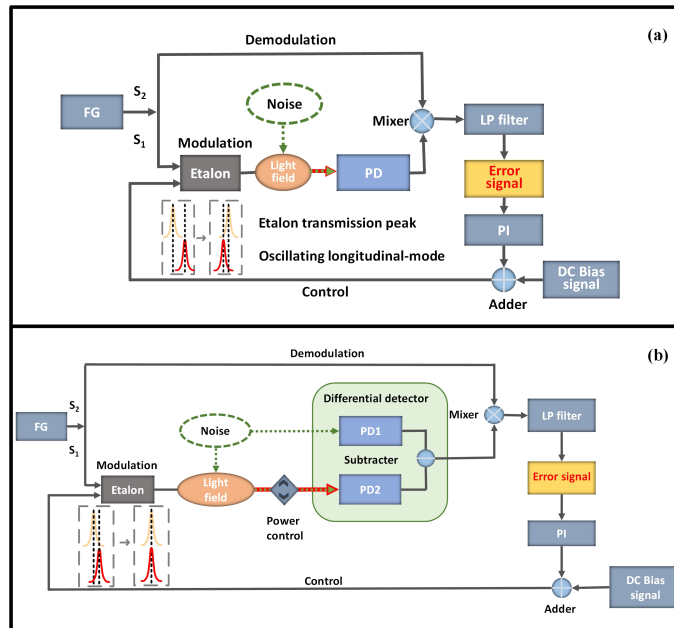 (a)
Demodulation
S2
FG
Noise
Mixer
LP filter
S1
Modulation
Etalon
Light
field
PD
Error
signal
Etalon transmission peak
PI
Oscillating longitudinal-mode
DC Bias
signal
Control
Adder
(b)
Demodulation
Differential detector
S2
Mixer
LP filter
FG
Noise
PD1
S1
Subtracter
Modulation
Etalon
Light
field
PD2
Error signal
Power
control
PI
Control
DC Bias
signal
Adder